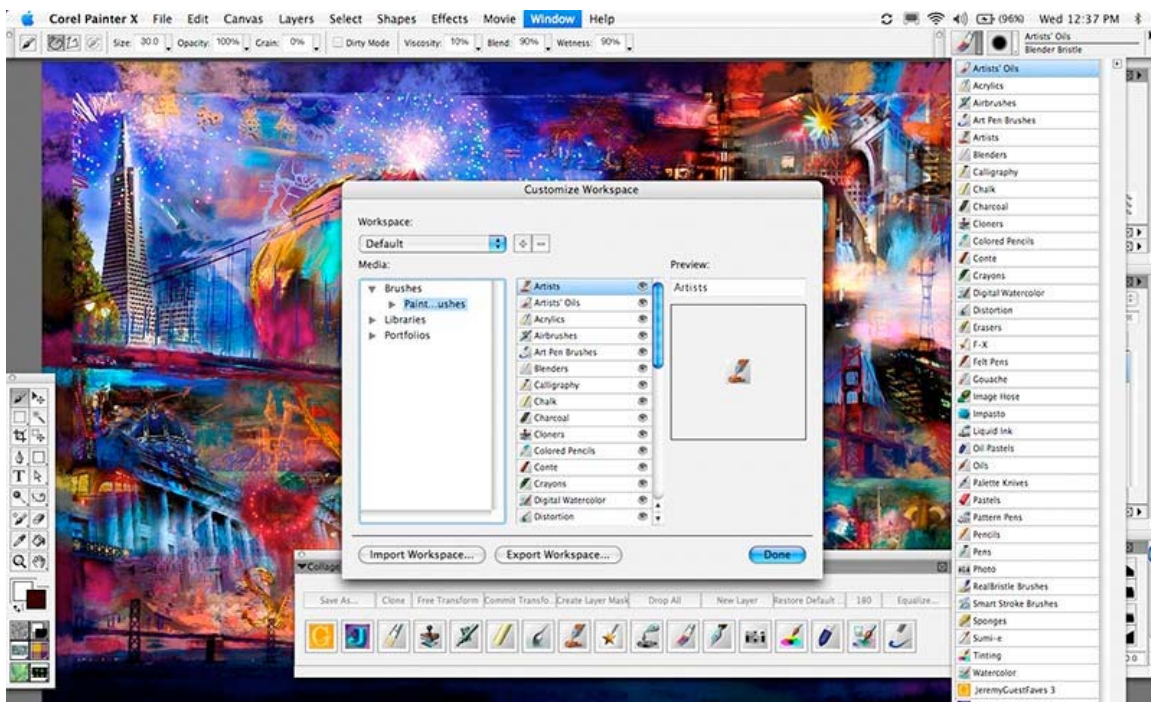 Corel Painter X File Edit Canvas Layers Select Shapes Effects Movie Window Help (96%) Wed 12:37 PM
Size: 30.0 Opacity: 100% Grain: 0% Dirty Mode Viscosity: 10% Blend: 90% Wetness: 90%
Artists' Oils
Blender Bristle
Customize Workspace
Workspace:
Default
Media:
Brushes
Paint...ushes
Libraries
Portfolios
Artists
Artists' Oils
Acrylics
Airbrushes
Art Pen Brushes
Blenders
Calligraphy
Chalk
Charcoal
Cloners
Colored Pencils
Conte
Crayons
Digital Watercolor
Distortion
Preview:
Artists
Import Workspace... Export Workspace... Done
Collage
Save As... Clone Free Transform Commit Transfo... Create Layer Mask Drop All New Layer Restore Default ... 180 Equalize...
Artists' Oils
Acrylics
Airbrushes
Art Pen Brushes
Artists
Blenders
Calligraphy
Chalk
Charcoal
Cloners
Colored Pencils
Conte
Crayons
Digital Watercolor
Distortion
Erasers
F-X
Felt Pens
Gouache
Image Hose
Impasto
Liquid Ink
Oil Pastels
Oils
Palette Knives
Pastels
Pattern Pens
Pencils
Pens
Photo
RealBristle Brushes
Smart Stroke Brushes
Sponges
Sumi-e
Tinting
Watercolor
JeremyGuestFaves 3